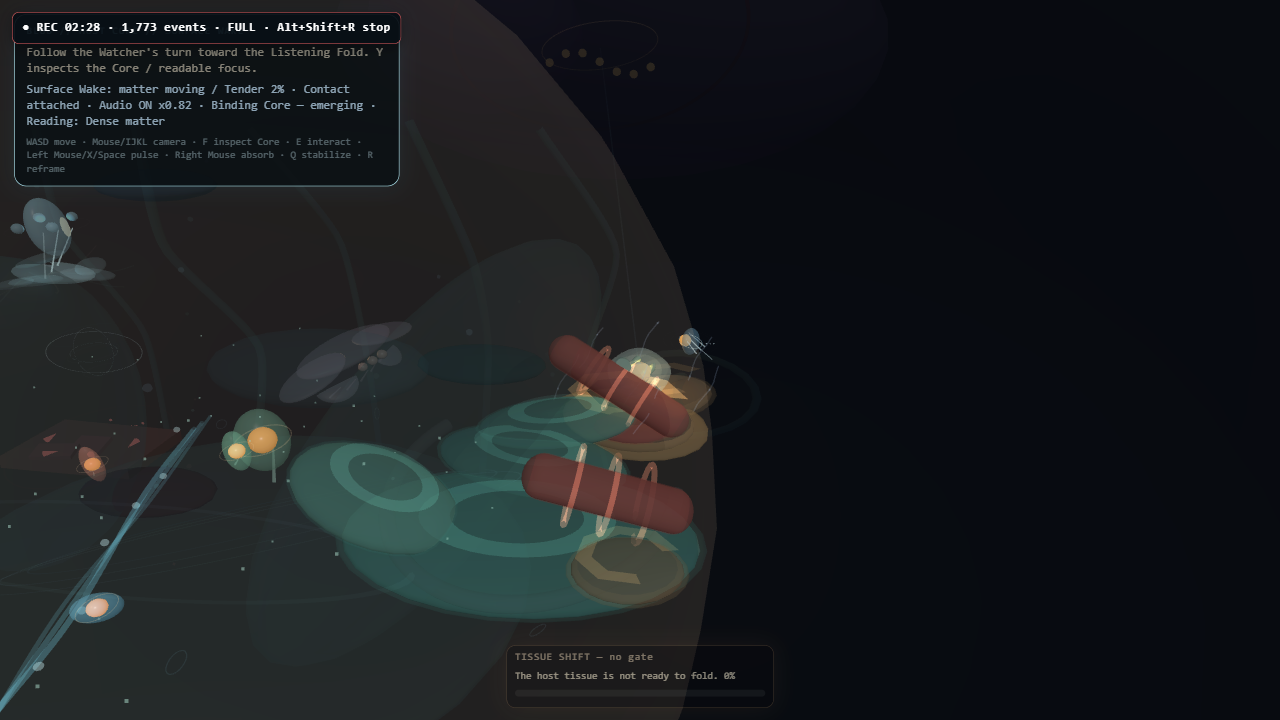 ● REC 02:28 · 1,773 events · FULL · Alt+Shift+R stop
Follow the Watcher's turn toward the Listening Fold. Y
inspects the Core / readable focus.
Surface Wake: matter moving / Tender 2% · Contact
attached · Audio ON x0.82 · Binding Core — emerging ·
Reading: Dense matter
WASD move · Mouse/IJKL camera · F inspect Core · E interact ·
Left Mouse/X/Space pulse · Right Mouse absorb · Q stabilize · R
reframe
TISSUE SHIFT — no gate
The host tissue is not ready to fold. 0%